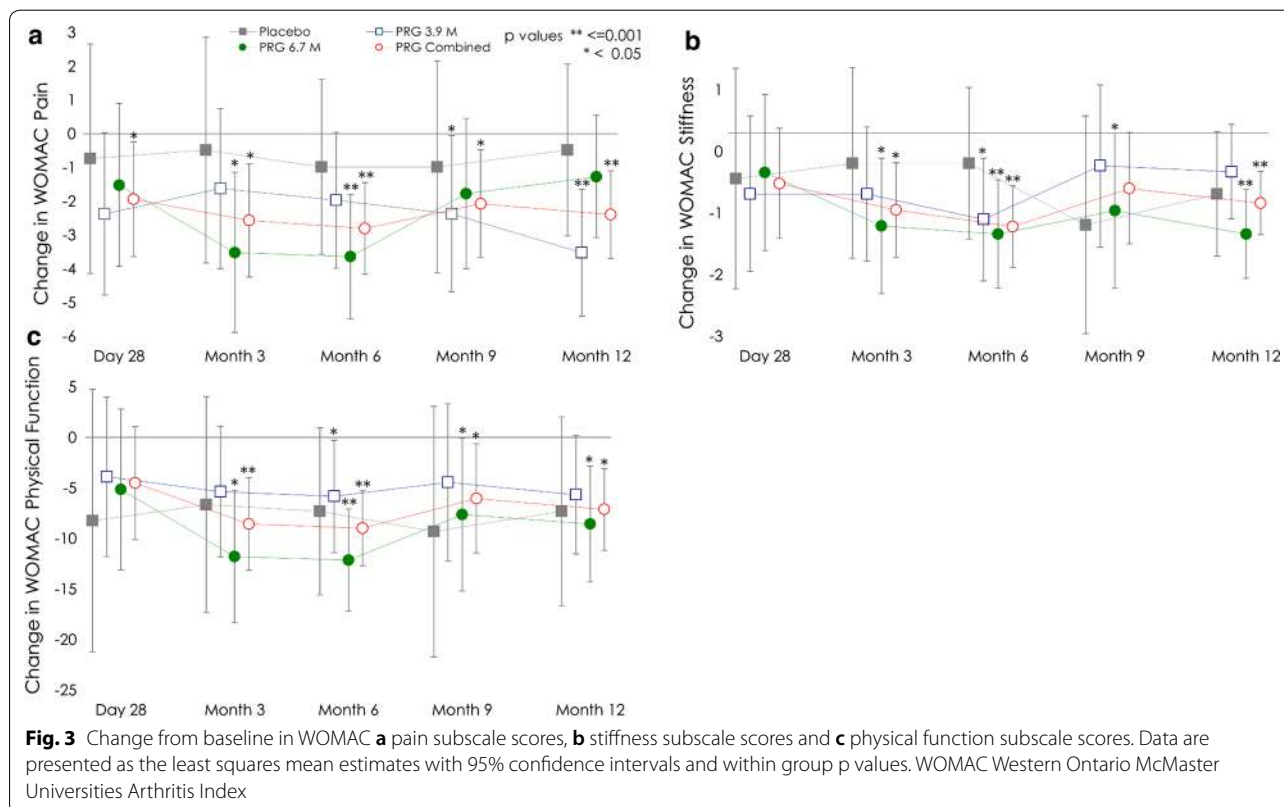 a
Placebo
PRG 3.9 M
PRG 6.7 M
PRG Combined
p values ** <=0.001
* < 0.05
Change in WOMAC Pain
3
2
1
0
-1
-2
-3
-4
-5
-6
* * * ** ** * * ** **
Day 28 Month 3 Month 6 Month 9 Month 12
b
Change in WOMAC Stiffness
1
0
-1
-2
-3
* * * ** ** * ** **
Day 28 Month 3 Month 6 Month 9 Month 12
c
Change in WOMAC Physical Function
5
0
-5
-10
-15
-20
-25
* ** * ** ** * * * *
Day 28 Month 3 Month 6 Month 9 Month 12
Fig. 3 Change from baseline in WOMAC a pain subscale scores, b stiffness subscale scores and c physical function subscale scores. Data are
presented as the least squares mean estimates with 95% confidence intervals and within group p values. WOMAC Western Ontario McMaster
Universities Arthritis Index